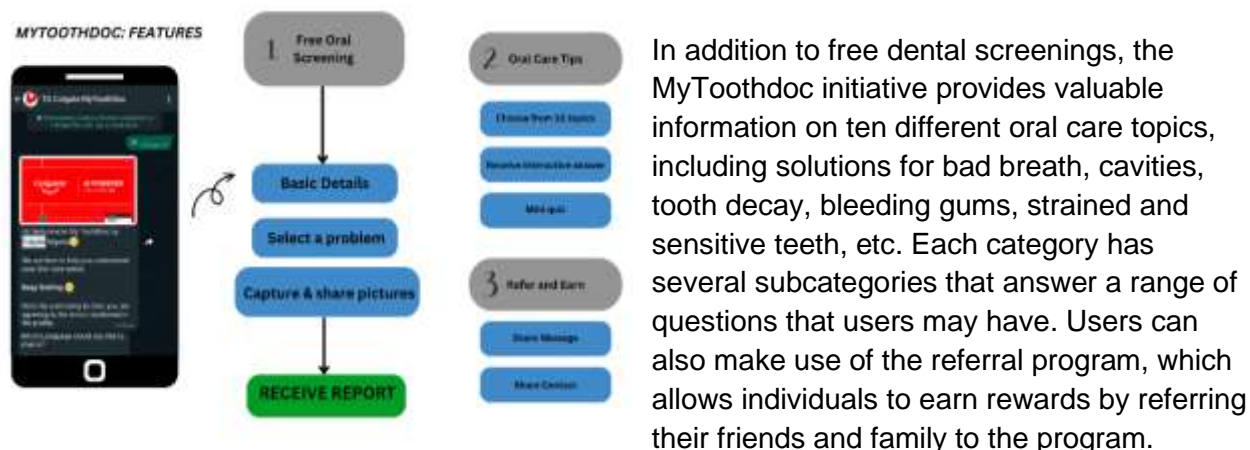 MYTOOTHDOC: FEATURES
1 Free Oral
Screening
Basic Details
Select a problem
Capture & share pictures
RECEIVE REPORT
2 Oral Care Tips
Choose from 10 topics
Receive interactive answer
Mini quiz
3 Refer and Earn
Share Message
Share Contact
In addition to free dental screenings, the
MyToothdoc initiative provides valuable
information on ten different oral care topics,
including solutions for bad breath, cavities,
tooth decay, bleeding gums, strained and
sensitive teeth, etc. Each category has
several subcategories that answer a range of
questions that users may have. Users can
also make use of the referral program, which
allows individuals to earn rewards by referring
their friends and family to the program.